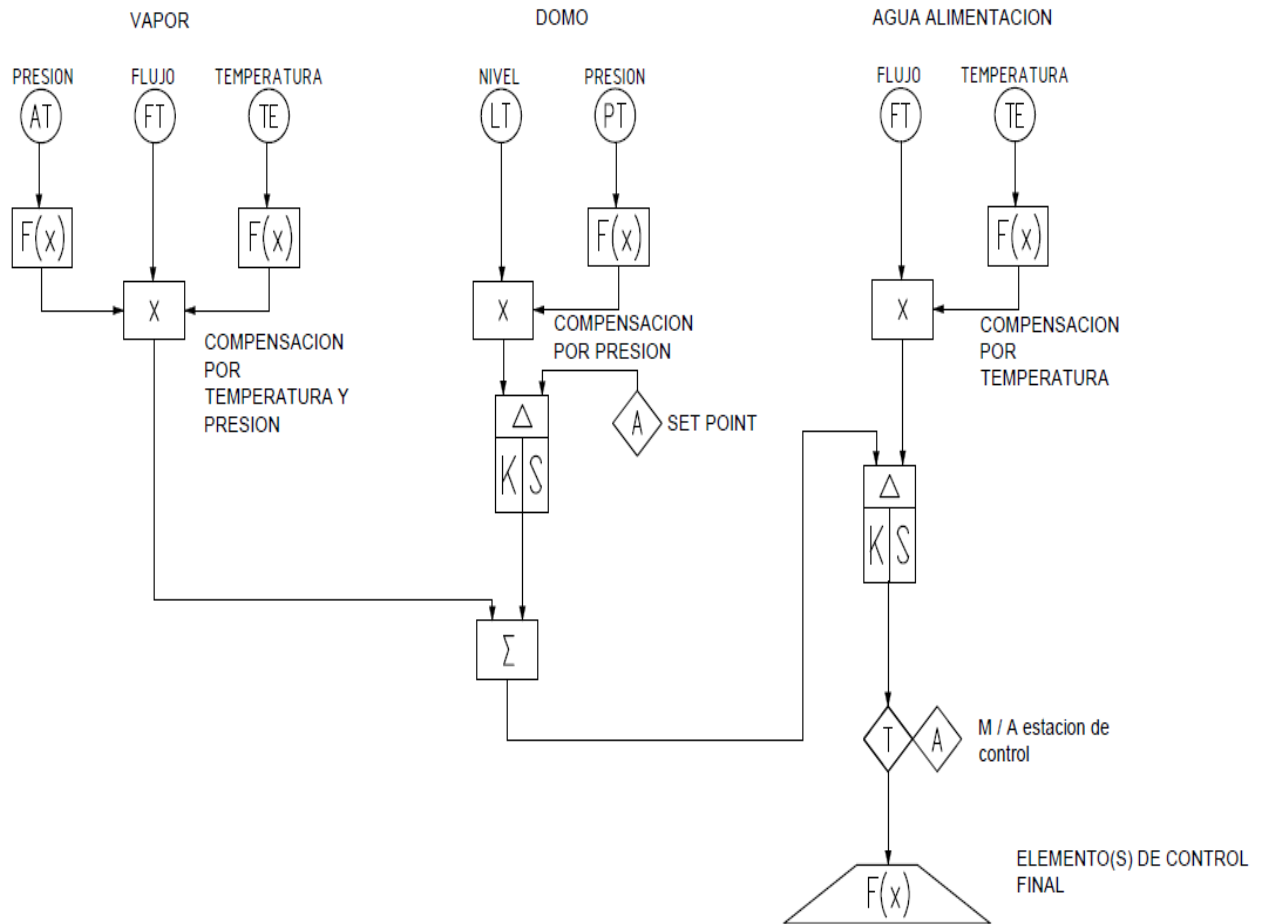 VAPOR
DOMO
AGUA ALIMENTACION
PRESION
FLUJO
TEMPERATURA
NIVEL
PRESION
FLUJO
TEMPERATURA
AT
FT
TE
LT
PT
FT
TE
F(x)
F(x)
F(x)
F(x)
X
X
X
COMPENSACION
POR
TEMPERATURA Y
PRESION
COMPENSACION
POR PRESION
COMPENSACION
POR
TEMPERATURA
Δ
K S
A
SET POINT
Δ
K S
Σ
T
A
M / A estacion de
control
F(x)
ELEMENTO(S) DE CONTROL
FINAL